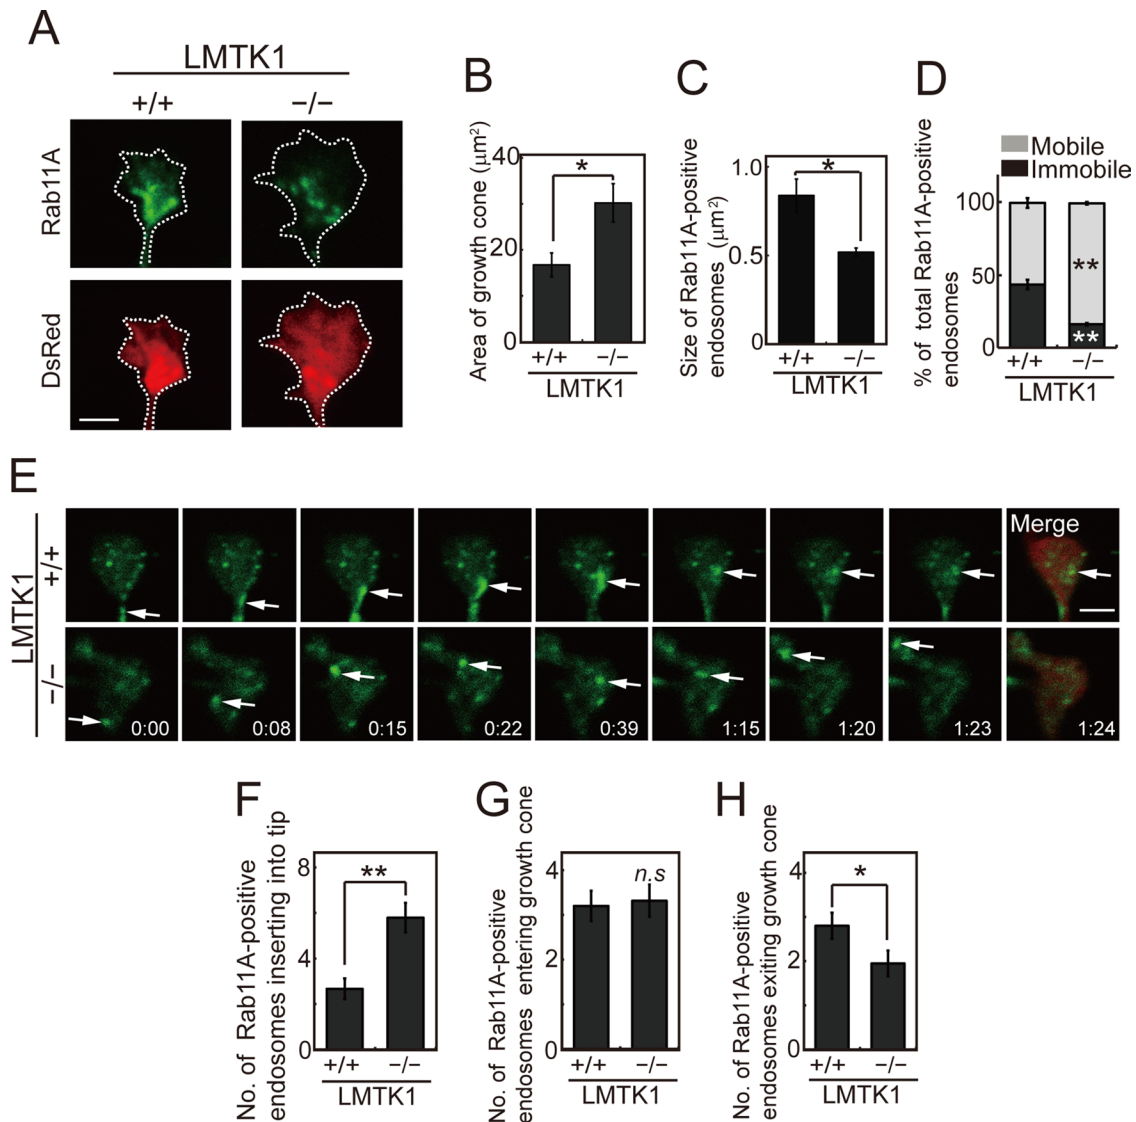 A
LMTK1
+/+
−/−
Rab11A
DsRed
B
Area of growth cone (μm²)
40
20
0
*
+/+
−/−
LMTK1
C
Size of Rab11A-positive
endosomes (μm²)
1.0
0.5
0
*
+/+
−/−
LMTK1
D
Mobile
Immobile
% of total Rab11A-positive
endosomes
100
50
0
**
**
+/+
−/−
LMTK1
E
LMTK1
+/+
−/−
Merge
0:00
0:08
0:15
0:22
0:39
1:15
1:20
1:23
1:24
F
No. of Rab11A-positive
endosomes inserting into tip
8
4
0
**
+/+
−/−
LMTK1
G
No. of Rab11A-positive
endosomes entering growth cone
4
2
0
n.s
+/+
−/−
LMTK1
H
No. of Rab11A-positive
endosomes exiting growth cone
4
2
0
*
+/+
−/−
LMTK1